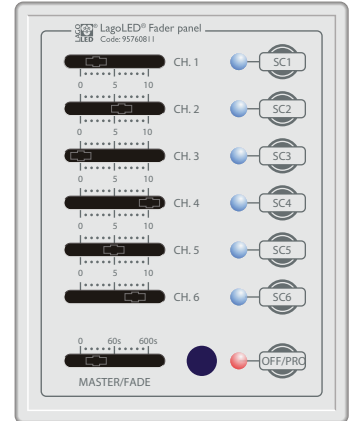 LagoLED® Fader panel
LED Code: 95760811
CH. 1 SC1
0 5 10
CH. 2 SC2
0 5 10
CH. 3 SC3
0 5 10
CH. 4 SC4
0 5 10
CH. 5 SC5
0 5 10
CH. 6 SC6
0 60s 600s
OFF/PRO
MASTER/FADE